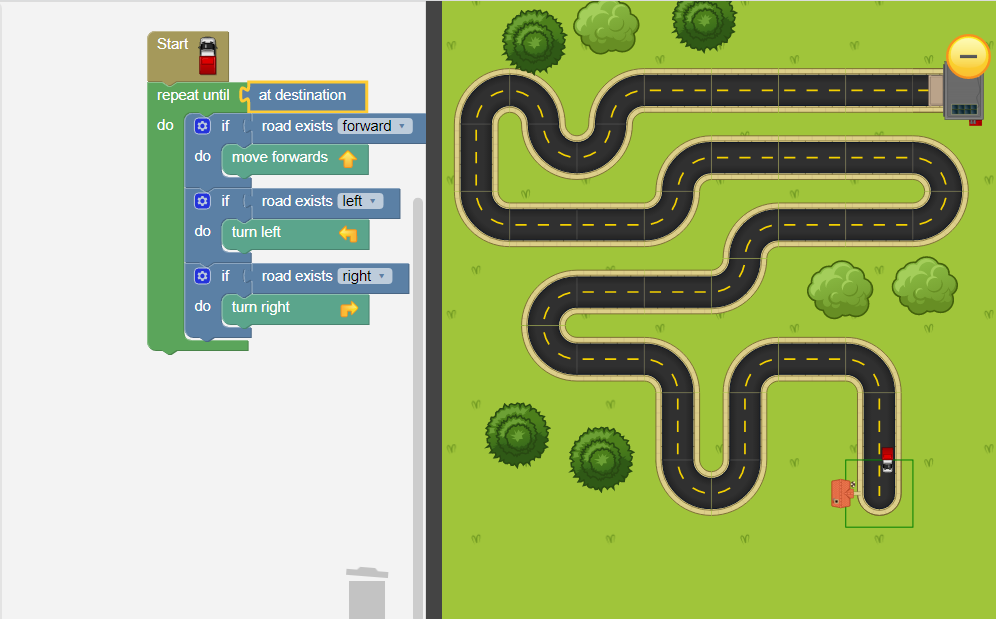 Start
repeat until at destination
do if road exists forward
do move forwards
if road exists left
do turn left
if road exists right
do turn right